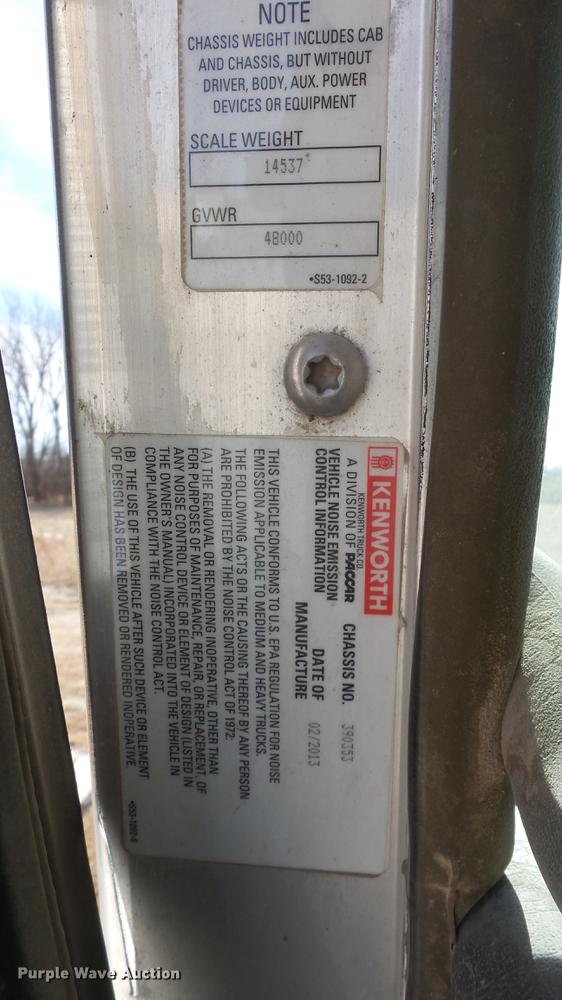 NOTE
CHASSIS WEIGHT INCLUDES CAB
AND CHASSIS, BUT WITHOUT
DRIVER, BODY, AUX. POWER
DEVICES OR EQUIPMENT
SCALE WEIGHT
14537
GVWR
48000
•S53-1092-2
KENWORTH
KENWORTH TRUCK CO.
A DIVISION OF PACCAR
CHASSIS NO. 390353
VEHICLE NOISE EMISSION
CONTROL INFORMATION
DATE OF
MANUFACTURE
02/2013
THIS VEHICLE CONFORMS TO U.S. EPA REGULATION FOR NOISE
EMISSION APPLICABLE TO MEDIUM AND HEAVY TRUCKS.
THE FOLLOWING ACTS OR THE CAUSING THEREOF BY ANY PERSON
ARE PROHIBITED BY THE NOISE CONTROL ACT OF 1972:
(A) THE REMOVAL OR RENDERING INOPERATIVE, OTHER THAN
FOR PURPOSES OF MAINTENANCE, REPAIR, OR REPLACEMENT, OF
ANY NOISE CONTROL DEVICE OR ELEMENT OF DESIGN (LISTED IN
THE OWNER'S MANUAL) INCORPORATED INTO THE VEHICLE IN
COMPLIANCE WITH THE NOISE CONTROL ACT.
(B) THE USE OF THIS VEHICLE AFTER SUCH DEVICE OR ELEMENT
OF DESIGN HAS BEEN REMOVED OR RENDERED INOPERATIVE.
•S53-1092-6
Purple Wave Auction